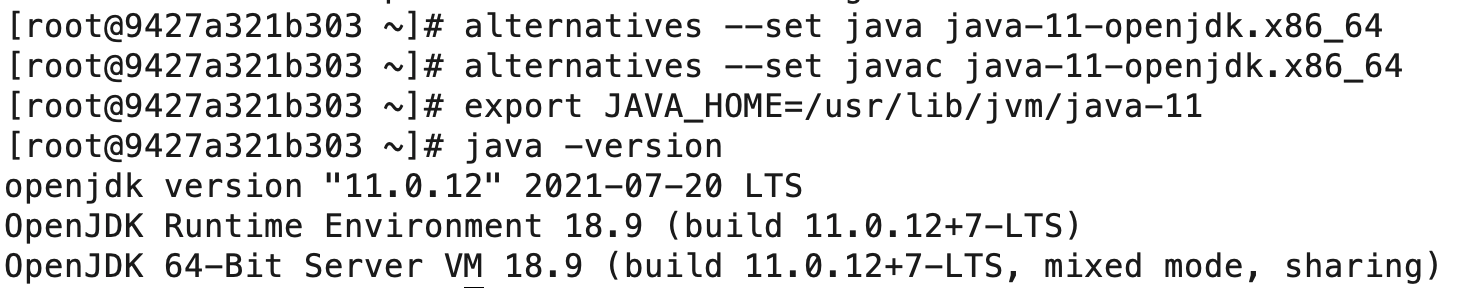 [root@9427a321b303 ~]# alternatives --set java java-11-openjdk.x86_64
[root@9427a321b303 ~]# alternatives --set javac java-11-openjdk.x86_64
[root@9427a321b303 ~]# export JAVA_HOME=/usr/lib/jvm/java-11
[root@9427a321b303 ~]# java -version
openjdk version "11.0.12" 2021-07-20 LTS
OpenJDK Runtime Environment 18.9 (build 11.0.12+7-LTS)
OpenJDK 64-Bit Server VM 18.9 (build 11.0.12+7-LTS, mixed mode, sharing)